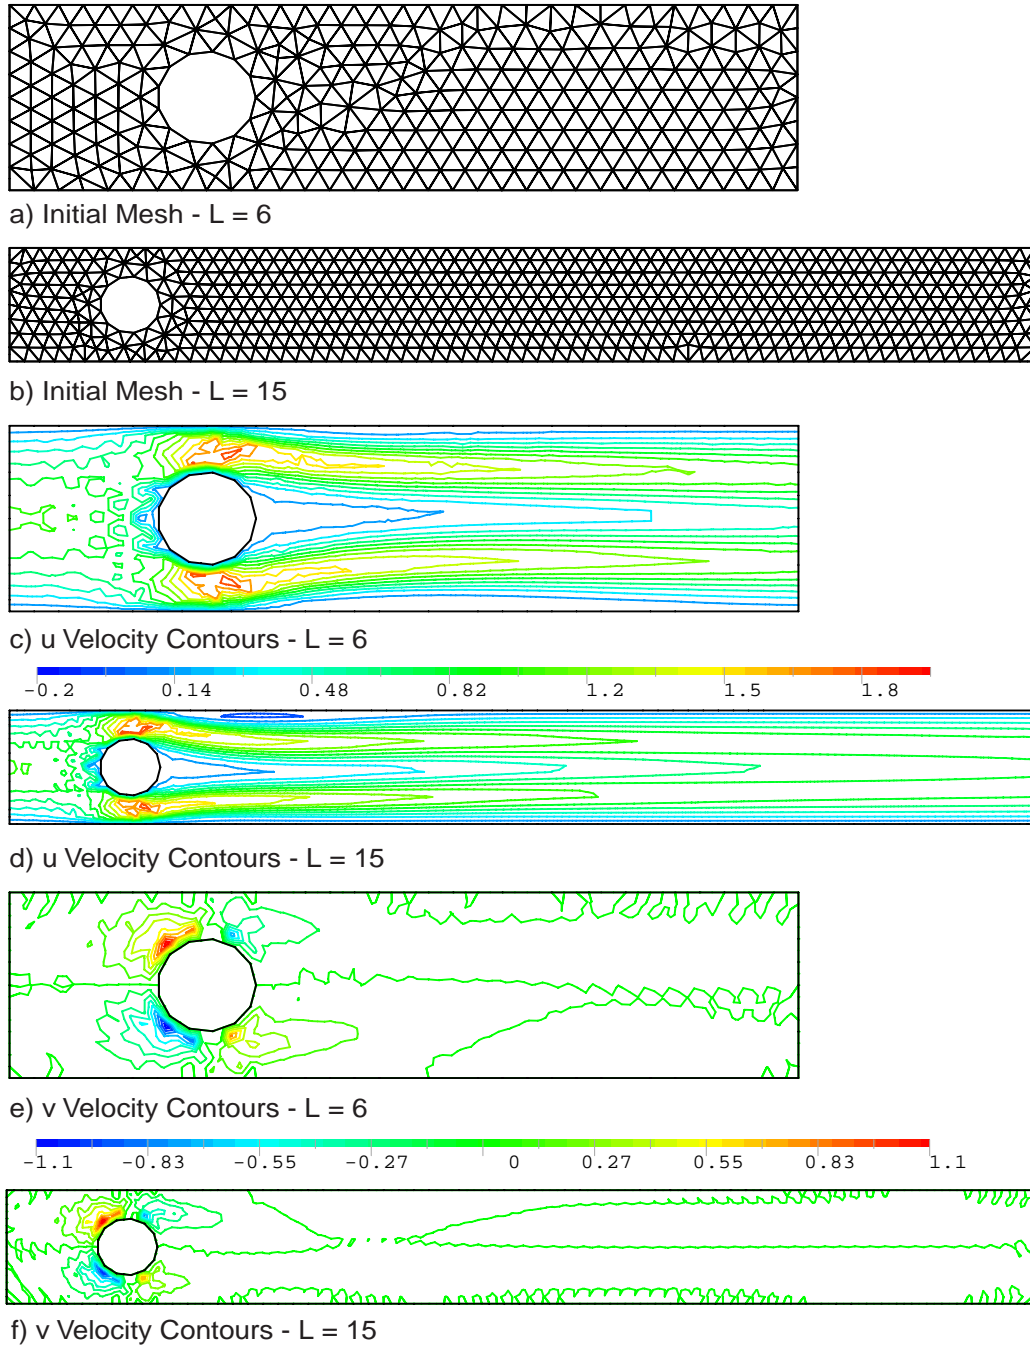 a) Initial Mesh - L = 6
b) Initial Mesh - L = 15
c) u Velocity Contours - L = 6
-0.2 0.14 0.48 0.82 1.2 1.5 1.8
d) u Velocity Contours - L = 15
e) v Velocity Contours - L = 6
-1.1 -0.83 -0.55 -0.27 0 0.27 0.55 0.83 1.1
f) v Velocity Contours - L = 15